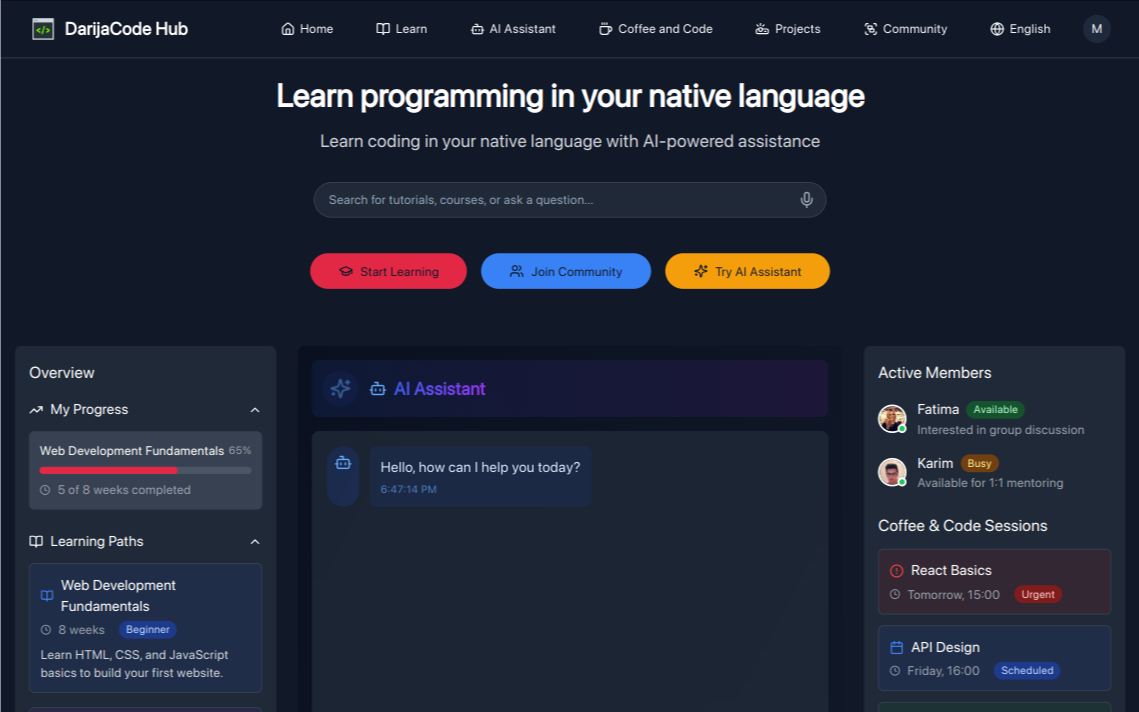 </> DarijaCode Hub
Home
Learn
AI Assistant
Coffee and Code
Projects
Community
English
M
Learn programming in your native language
Learn coding in your native language with AI-powered assistance
Search for tutorials, courses, or ask a question...
Start Learning
Join Community
Try AI Assistant
Overview
My Progress
Web Development Fundamentals 65%
5 of 8 weeks completed
Learning Paths
Web Development
Fundamentals
8 weeks Beginner
Learn HTML, CSS, and JavaScript
basics to build your first website.
AI Assistant
Hello, how can I help you today?
6:47:14 PM
Active Members
Fatima Available
Interested in group discussion
Karim Busy
Available for 1:1 mentoring
Coffee & Code Sessions
React Basics
Tomorrow, 15:00 Urgent
API Design
Friday, 16:00 Scheduled